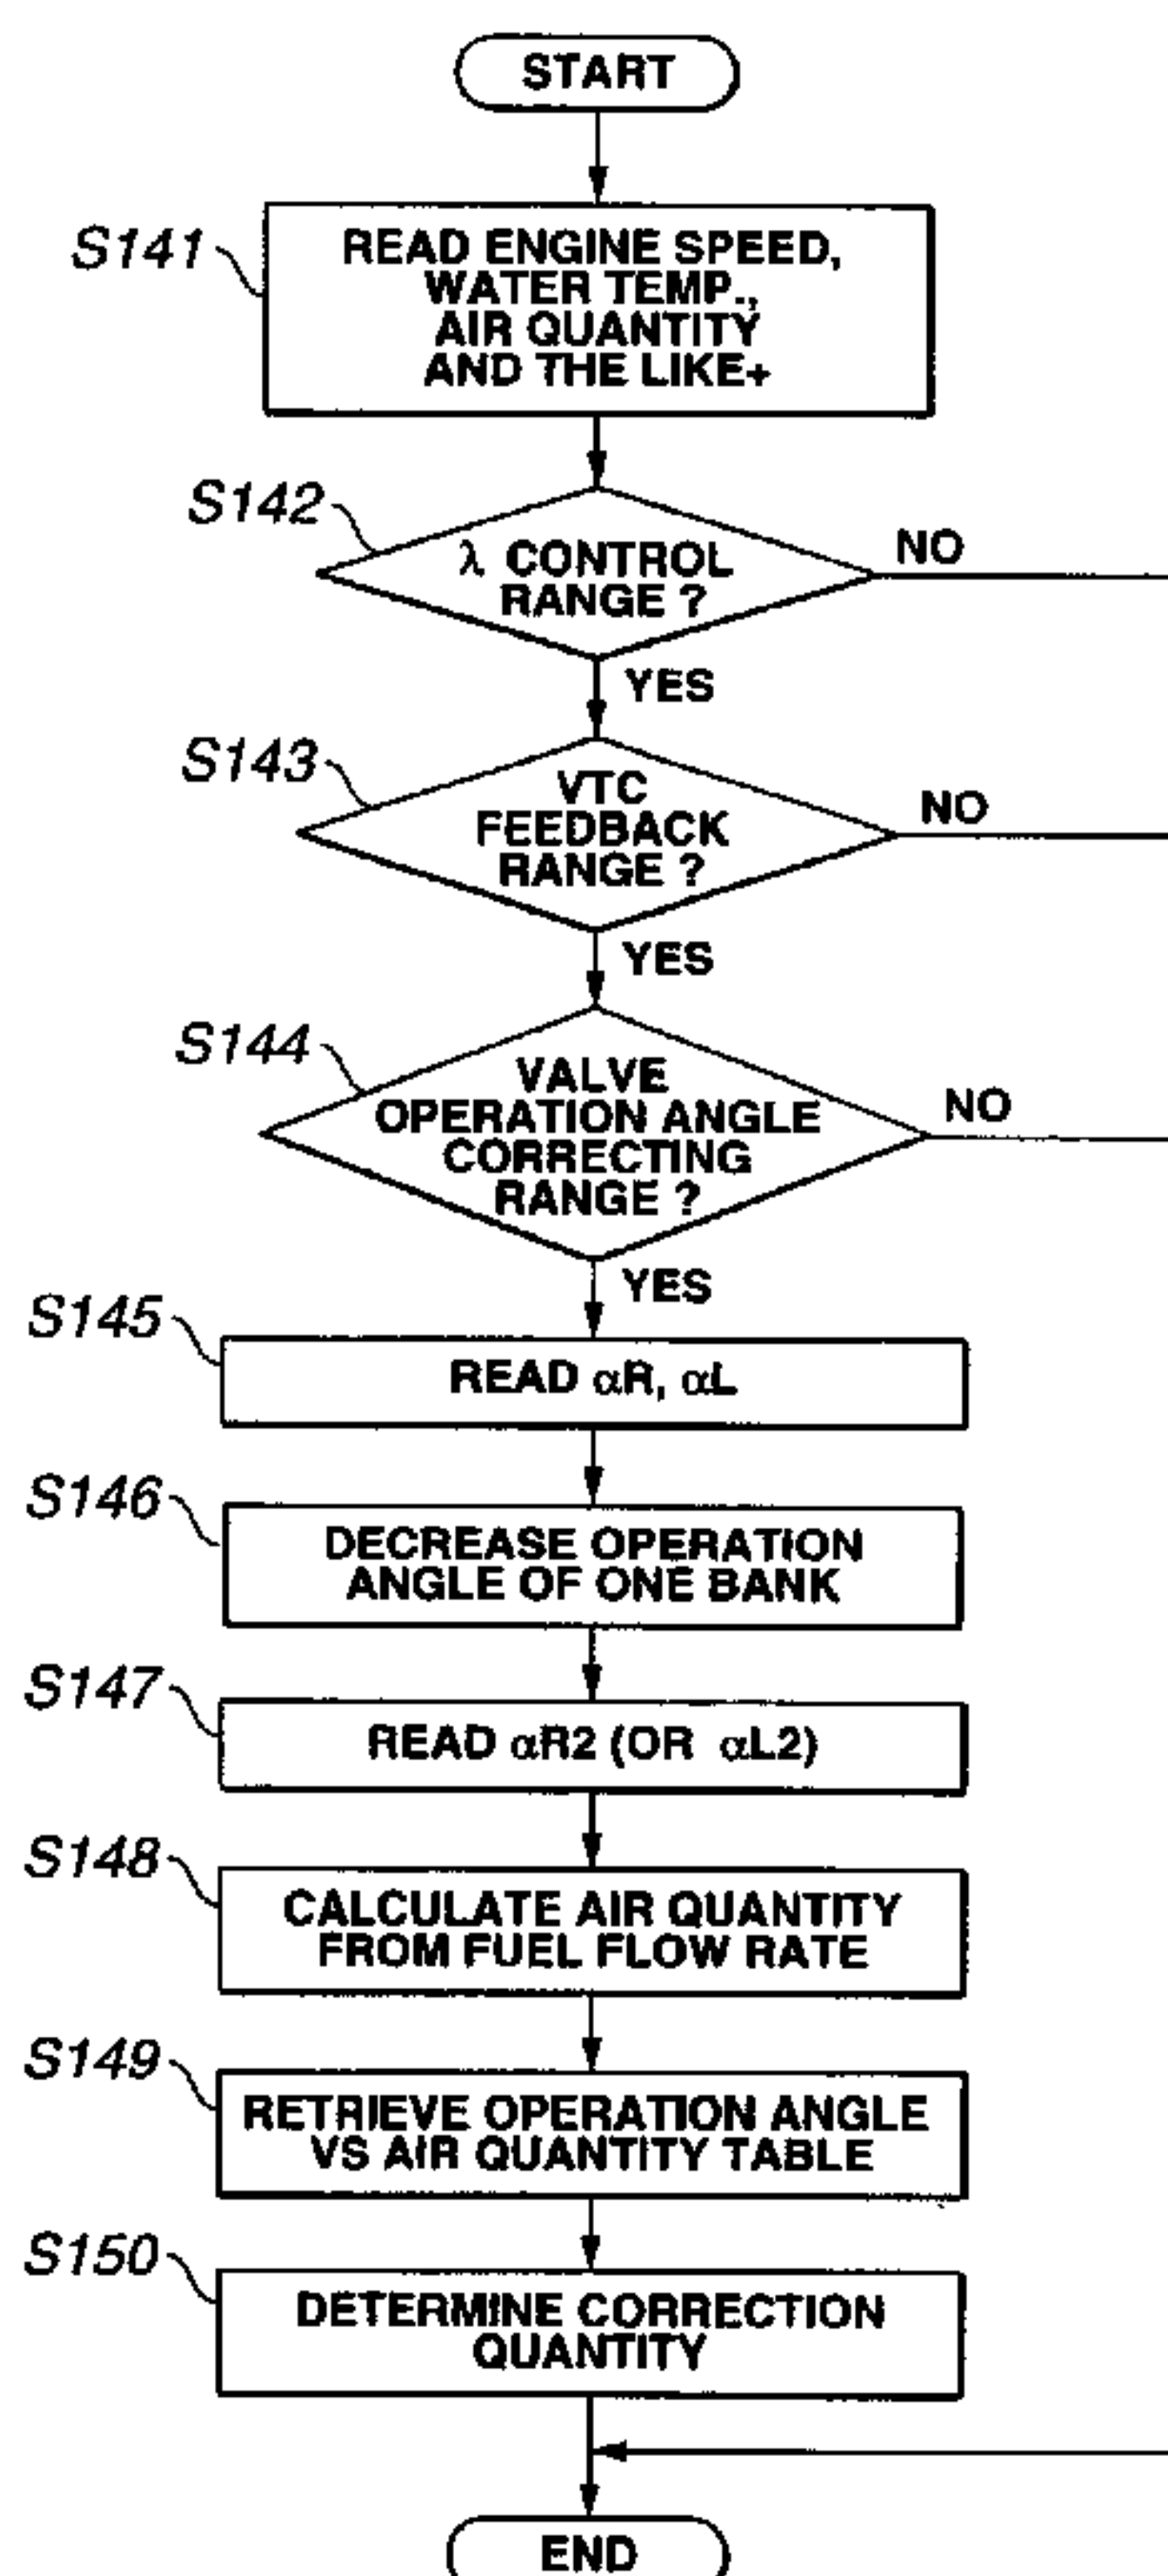 START
S141
READ ENGINE SPEED,
WATER TEMP.,
AIR QUANTITY
AND THE LIKE+
S142
λ CONTROL
RANGE ?
NO
YES
S143
VTC
FEEDBACK
RANGE ?
NO
YES
S144
VALVE
OPERATION ANGLE
CORRECTING
RANGE ?
NO
YES
S145
READ αR, αL
S146
DECREASE OPERATION
ANGLE OF ONE BANK
S147
READ αR2 (OR αL2)
S148
CALCULATE AIR QUANTITY
FROM FUEL FLOW RATE
S149
RETRIEVE OPERATION ANGLE
VS AIR QUANTITY TABLE
S150
DETERMINE CORRECTION
QUANTITY
END